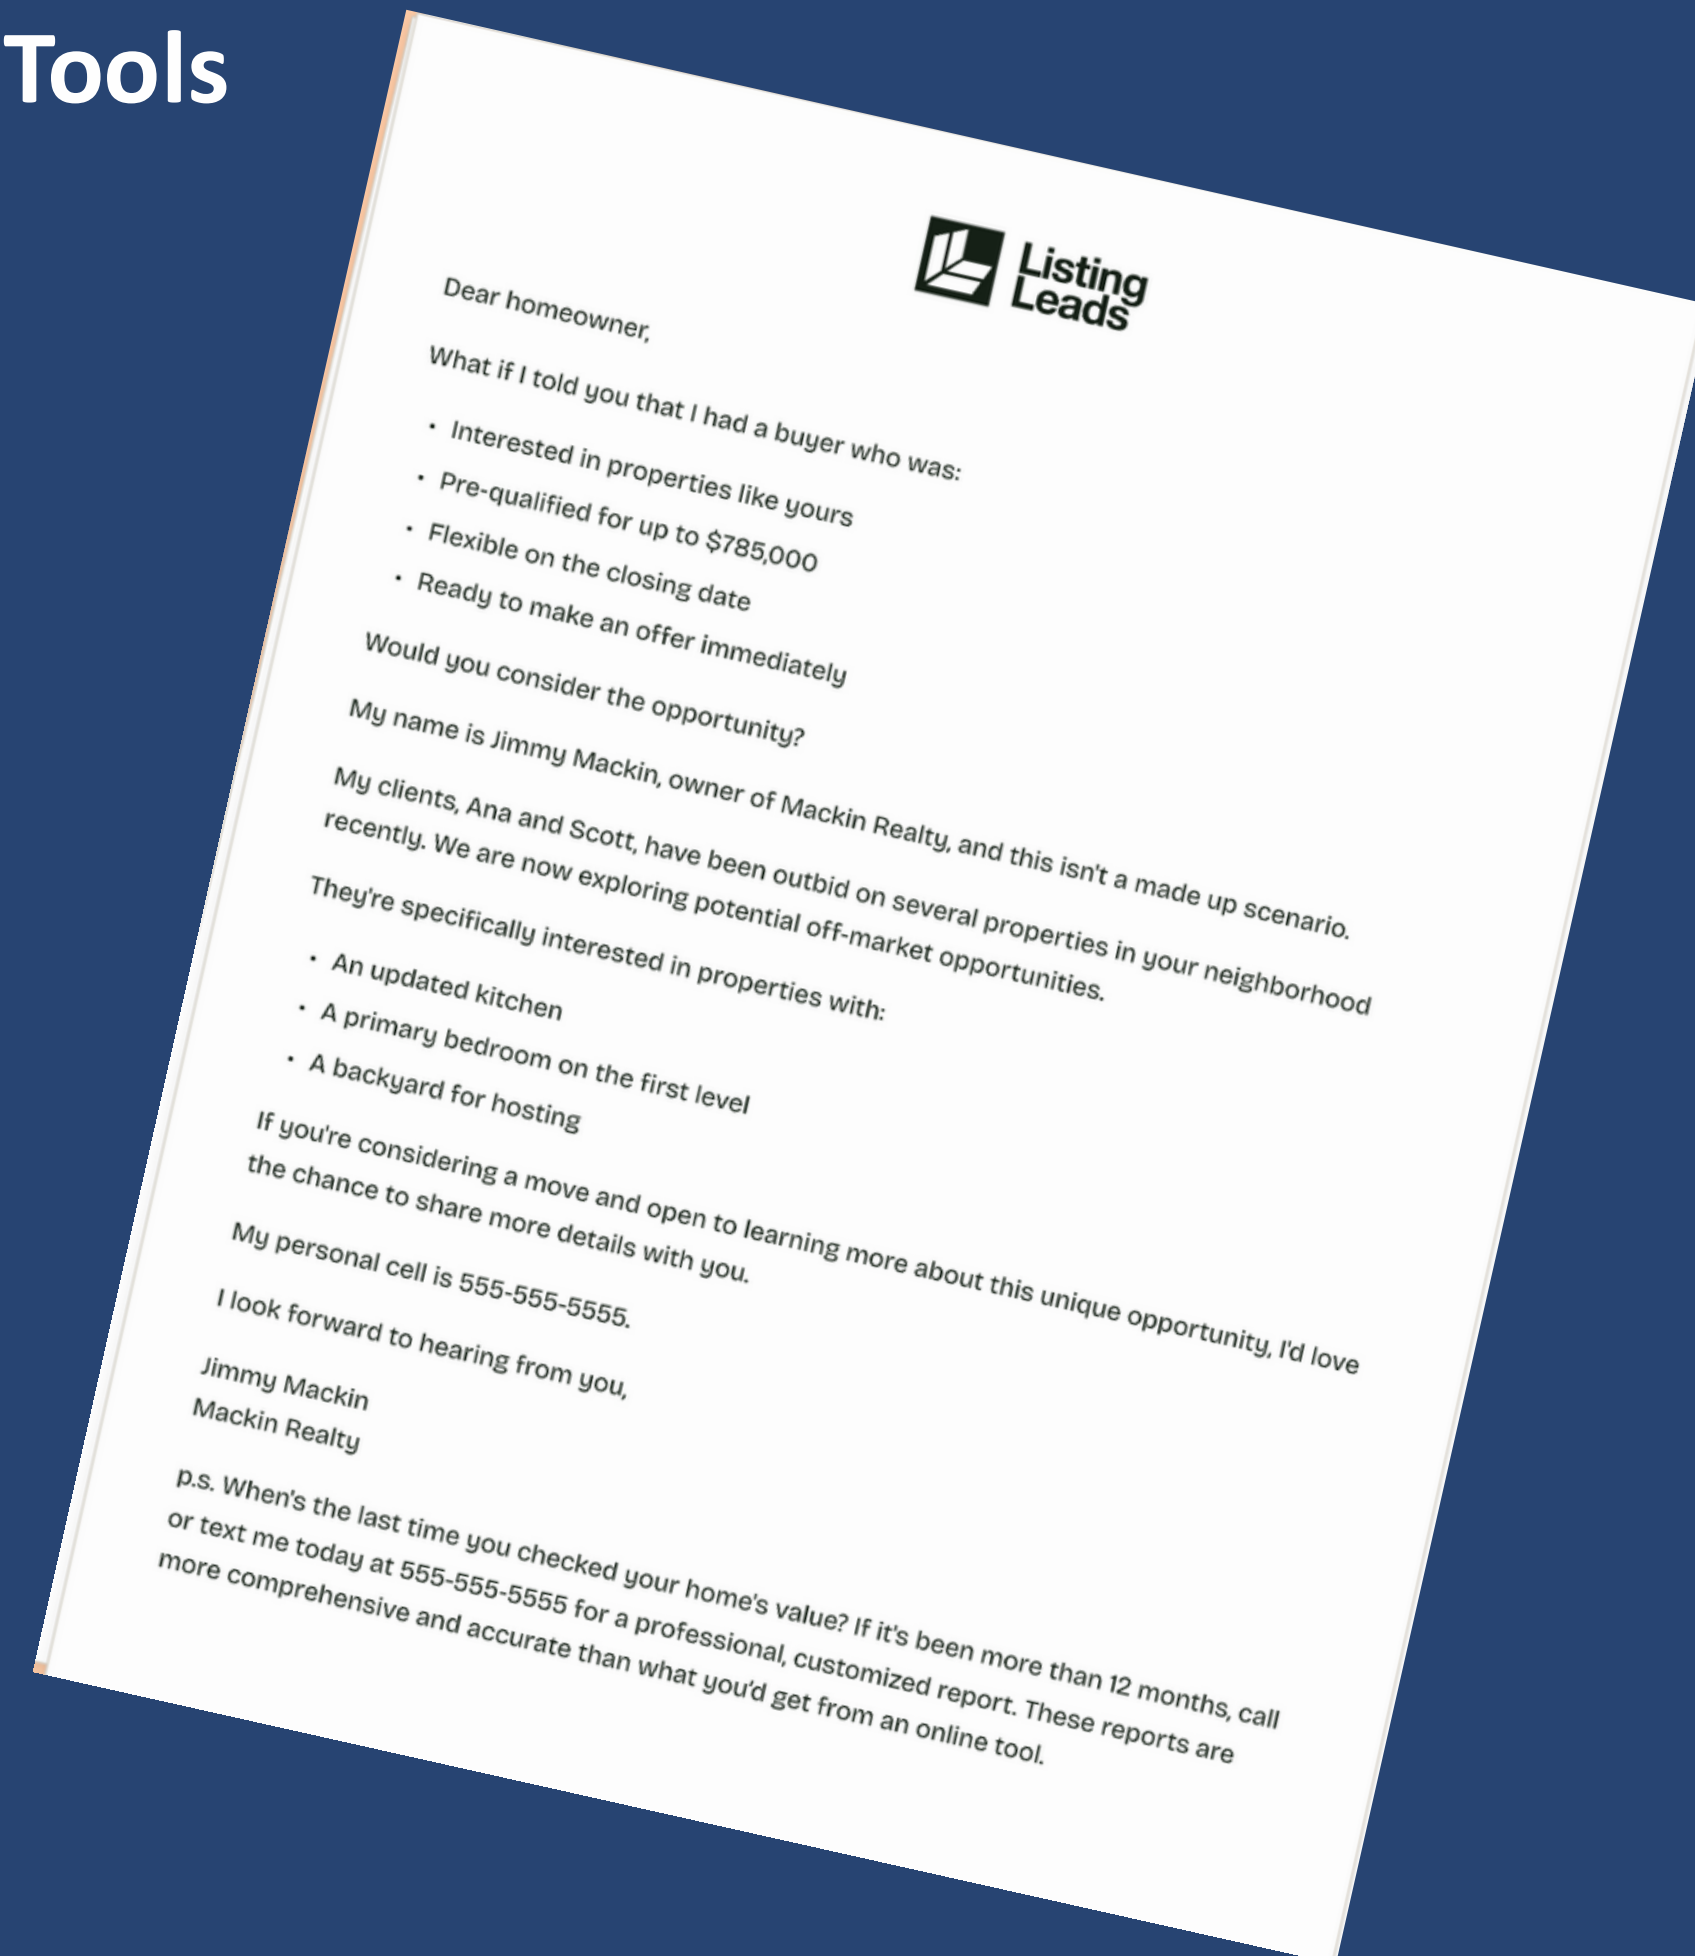 Tools
Listing
Leads
Dear homeowner,
What if I told you that I had a buyer who was:
• Interested in properties like yours
• Pre-qualified for up to $785,000
• Flexible on the closing date
• Ready to make an offer immediately
Would you consider the opportunity?
My name is Jimmy Mackin, owner of Mackin Realty, and this isn't a made up scenario.
My clients, Ana and Scott, have been outbid on several properties in your neighborhood
recently. We are now exploring potential off-market opportunities.
They're specifically interested in properties with:
• An updated kitchen
• A primary bedroom on the first level
• A backyard for hosting
If you're considering a move and open to learning more about this unique opportunity, I'd love
the chance to share more details with you.
My personal cell is 555-555-5555.
I look forward to hearing from you,
Jimmy Mackin
Mackin Realty
p.s. When's the last time you checked your home's value? If it's been more than 12 months, call
or text me today at 555-555-5555 for a professional, customized report. These reports are
more comprehensive and accurate than what you'd get from an online tool.